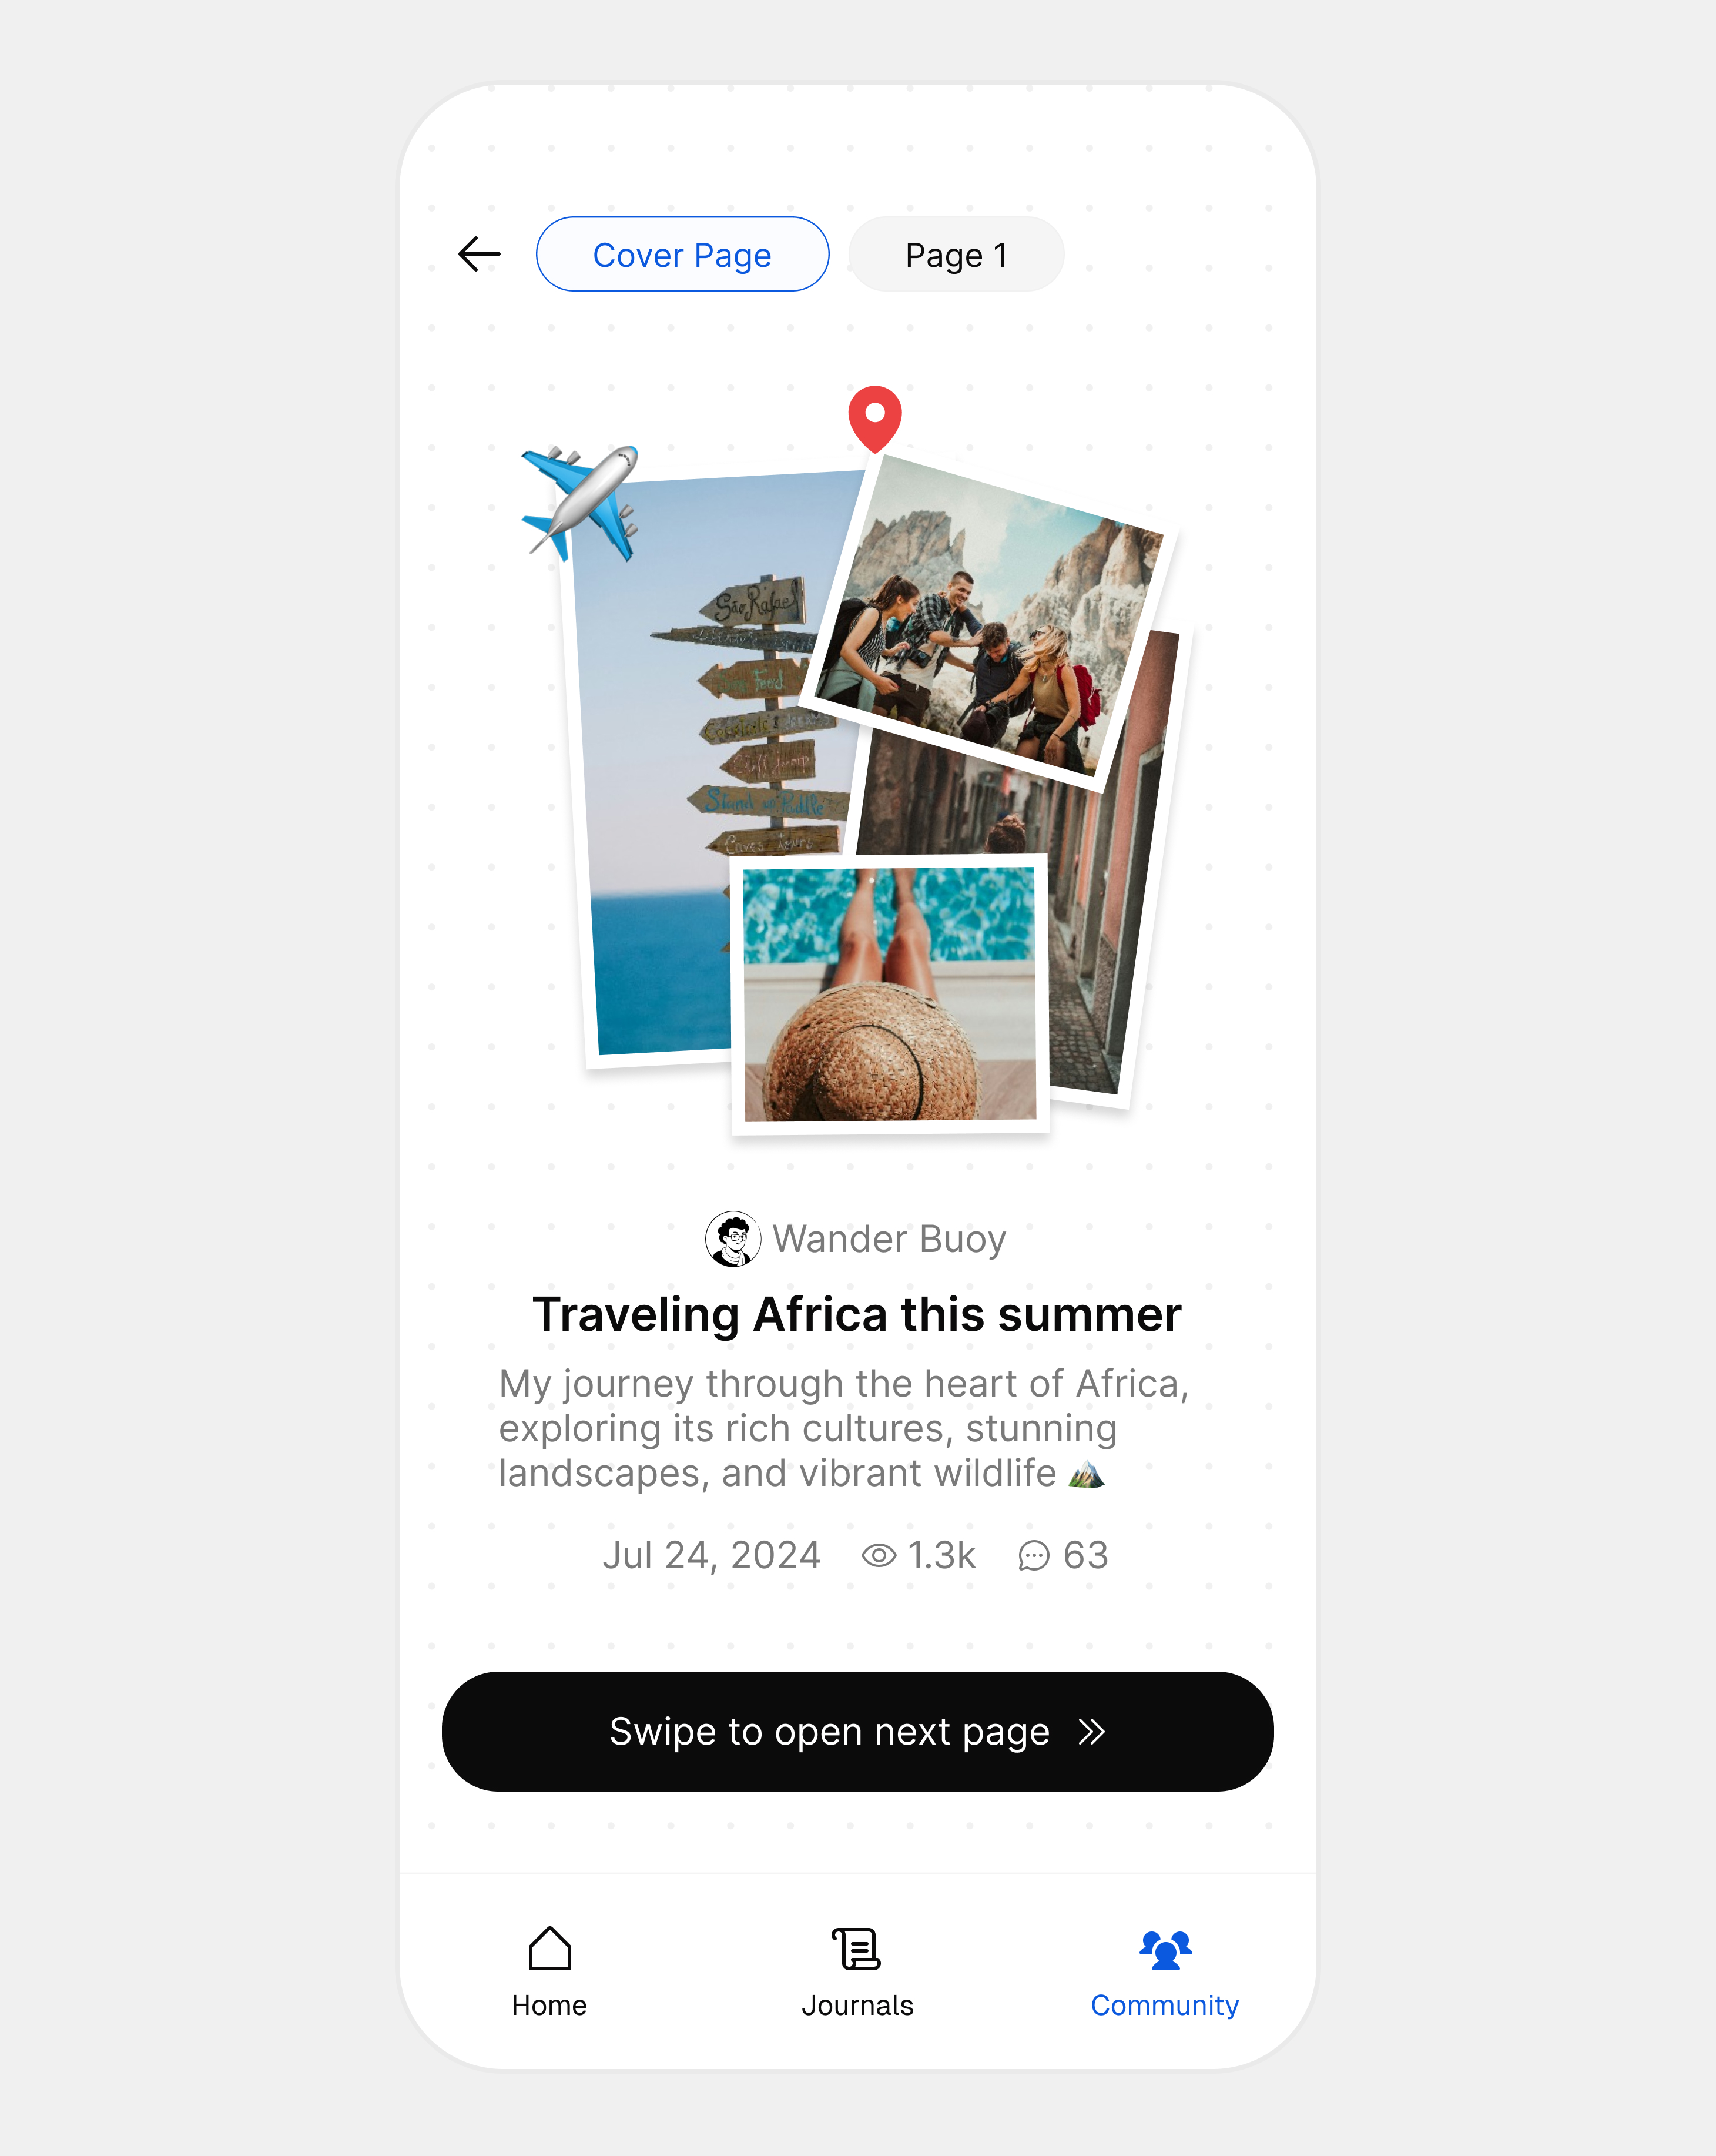 Cover Page
Page 1
São Rafael
Food
Stand up Paddle
Caves tours
Wander Buoy
Traveling Africa this summer
My journey through the heart of Africa,
exploring its rich cultures, stunning
landscapes, and vibrant wildlife
Jul 24, 2024 1.3k 63
Swipe to open next page
Home
Journals
Community